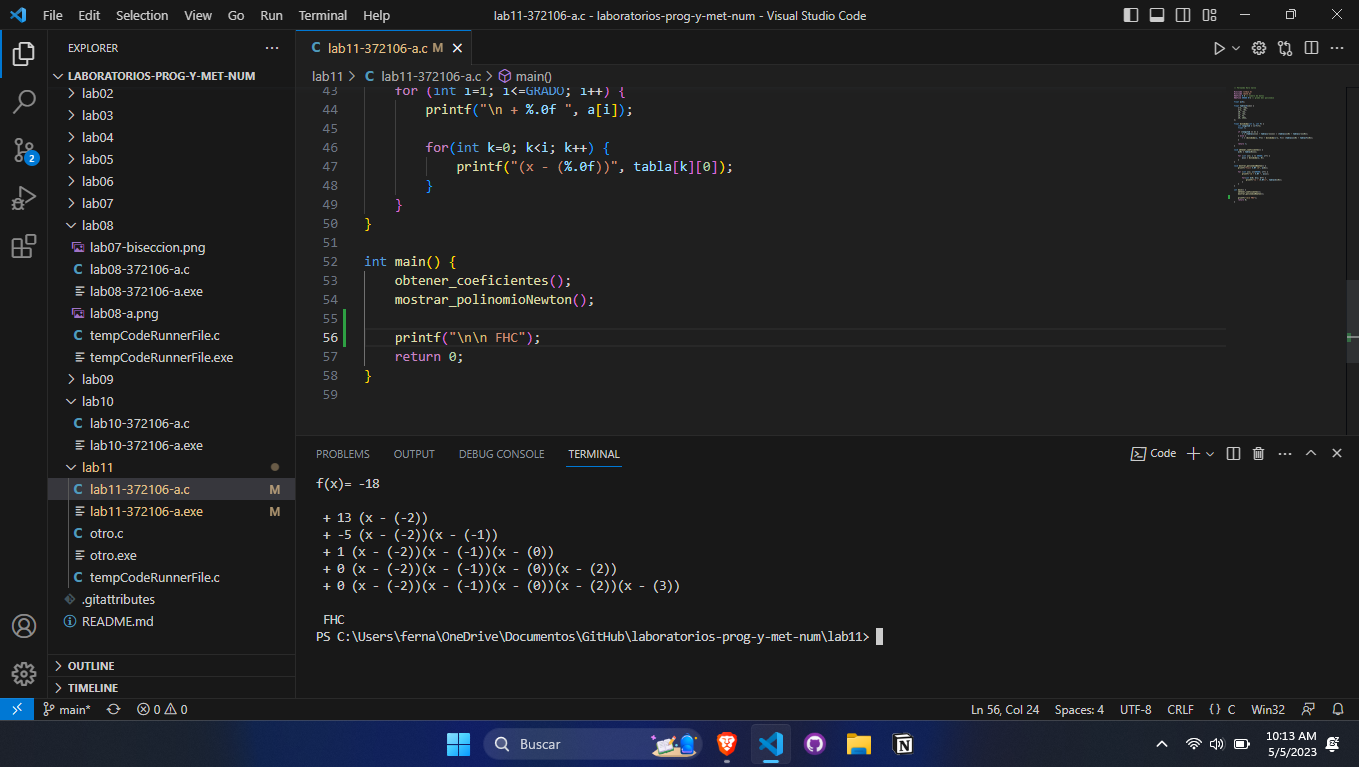 File Edit Selection View Go Run Terminal Help
lab11-372106-a.c - laboratorios-prog-y-met-num - Visual Studio Code
EXPLORER
LABORATORIOS-PROG-Y-MET-NUM
lab02
lab03
lab04
lab05
lab06
lab07
lab08
lab07-biseccion.png
C lab08-372106-a.c
lab08-372106-a.exe
lab08-a.png
C tempCodeRunnerFile.c
tempCodeRunnerFile.exe
lab09
lab10
C lab10-372106-a.c
lab10-372106-a.exe
lab11
C lab11-372106-a.c M
lab11-372106-a.exe M
C otro.c
otro.exe
C tempCodeRunnerFile.c
.gitattributes
README.md
OUTLINE
TIMELINE
2
C lab11-372106-a.c M
lab11 > C lab11-372106-a.c > main()
43 for (int i=1; i<=GRADO; i++) {
44 printf("\n + %.0f ", a[i]);
45
46 for(int k=0; k<i; k++) {
47 printf("(x - (%.0f))", tabla[k][0]);
48 }
49 }
50 }
51
52 int main() {
53 obtener_coeficientes();
54 mostrar_polinomioNewton();
55
56 printf("\n\n FHC");
57 return 0;
58 }
59
PROBLEMS OUTPUT DEBUG CONSOLE TERMINAL
Code
f(x)= -18
+ 13 (x - (-2))
+ -5 (x - (-2))(x - (-1))
+ 1 (x - (-2))(x - (-1))(x - (0))
+ 0 (x - (-2))(x - (-1))(x - (0))(x - (2))
+ 0 (x - (-2))(x - (-1))(x - (0))(x - (2))(x - (3))
FHC
PS C:\Users\ferna\OneDrive\Documentos\GitHub\laboratorios-prog-y-met-num\lab11>
main* 0 0
Ln 56, Col 24 Spaces: 4 UTF-8 CRLF {} C Win32
Buscar
10:13 AM
5/5/2023